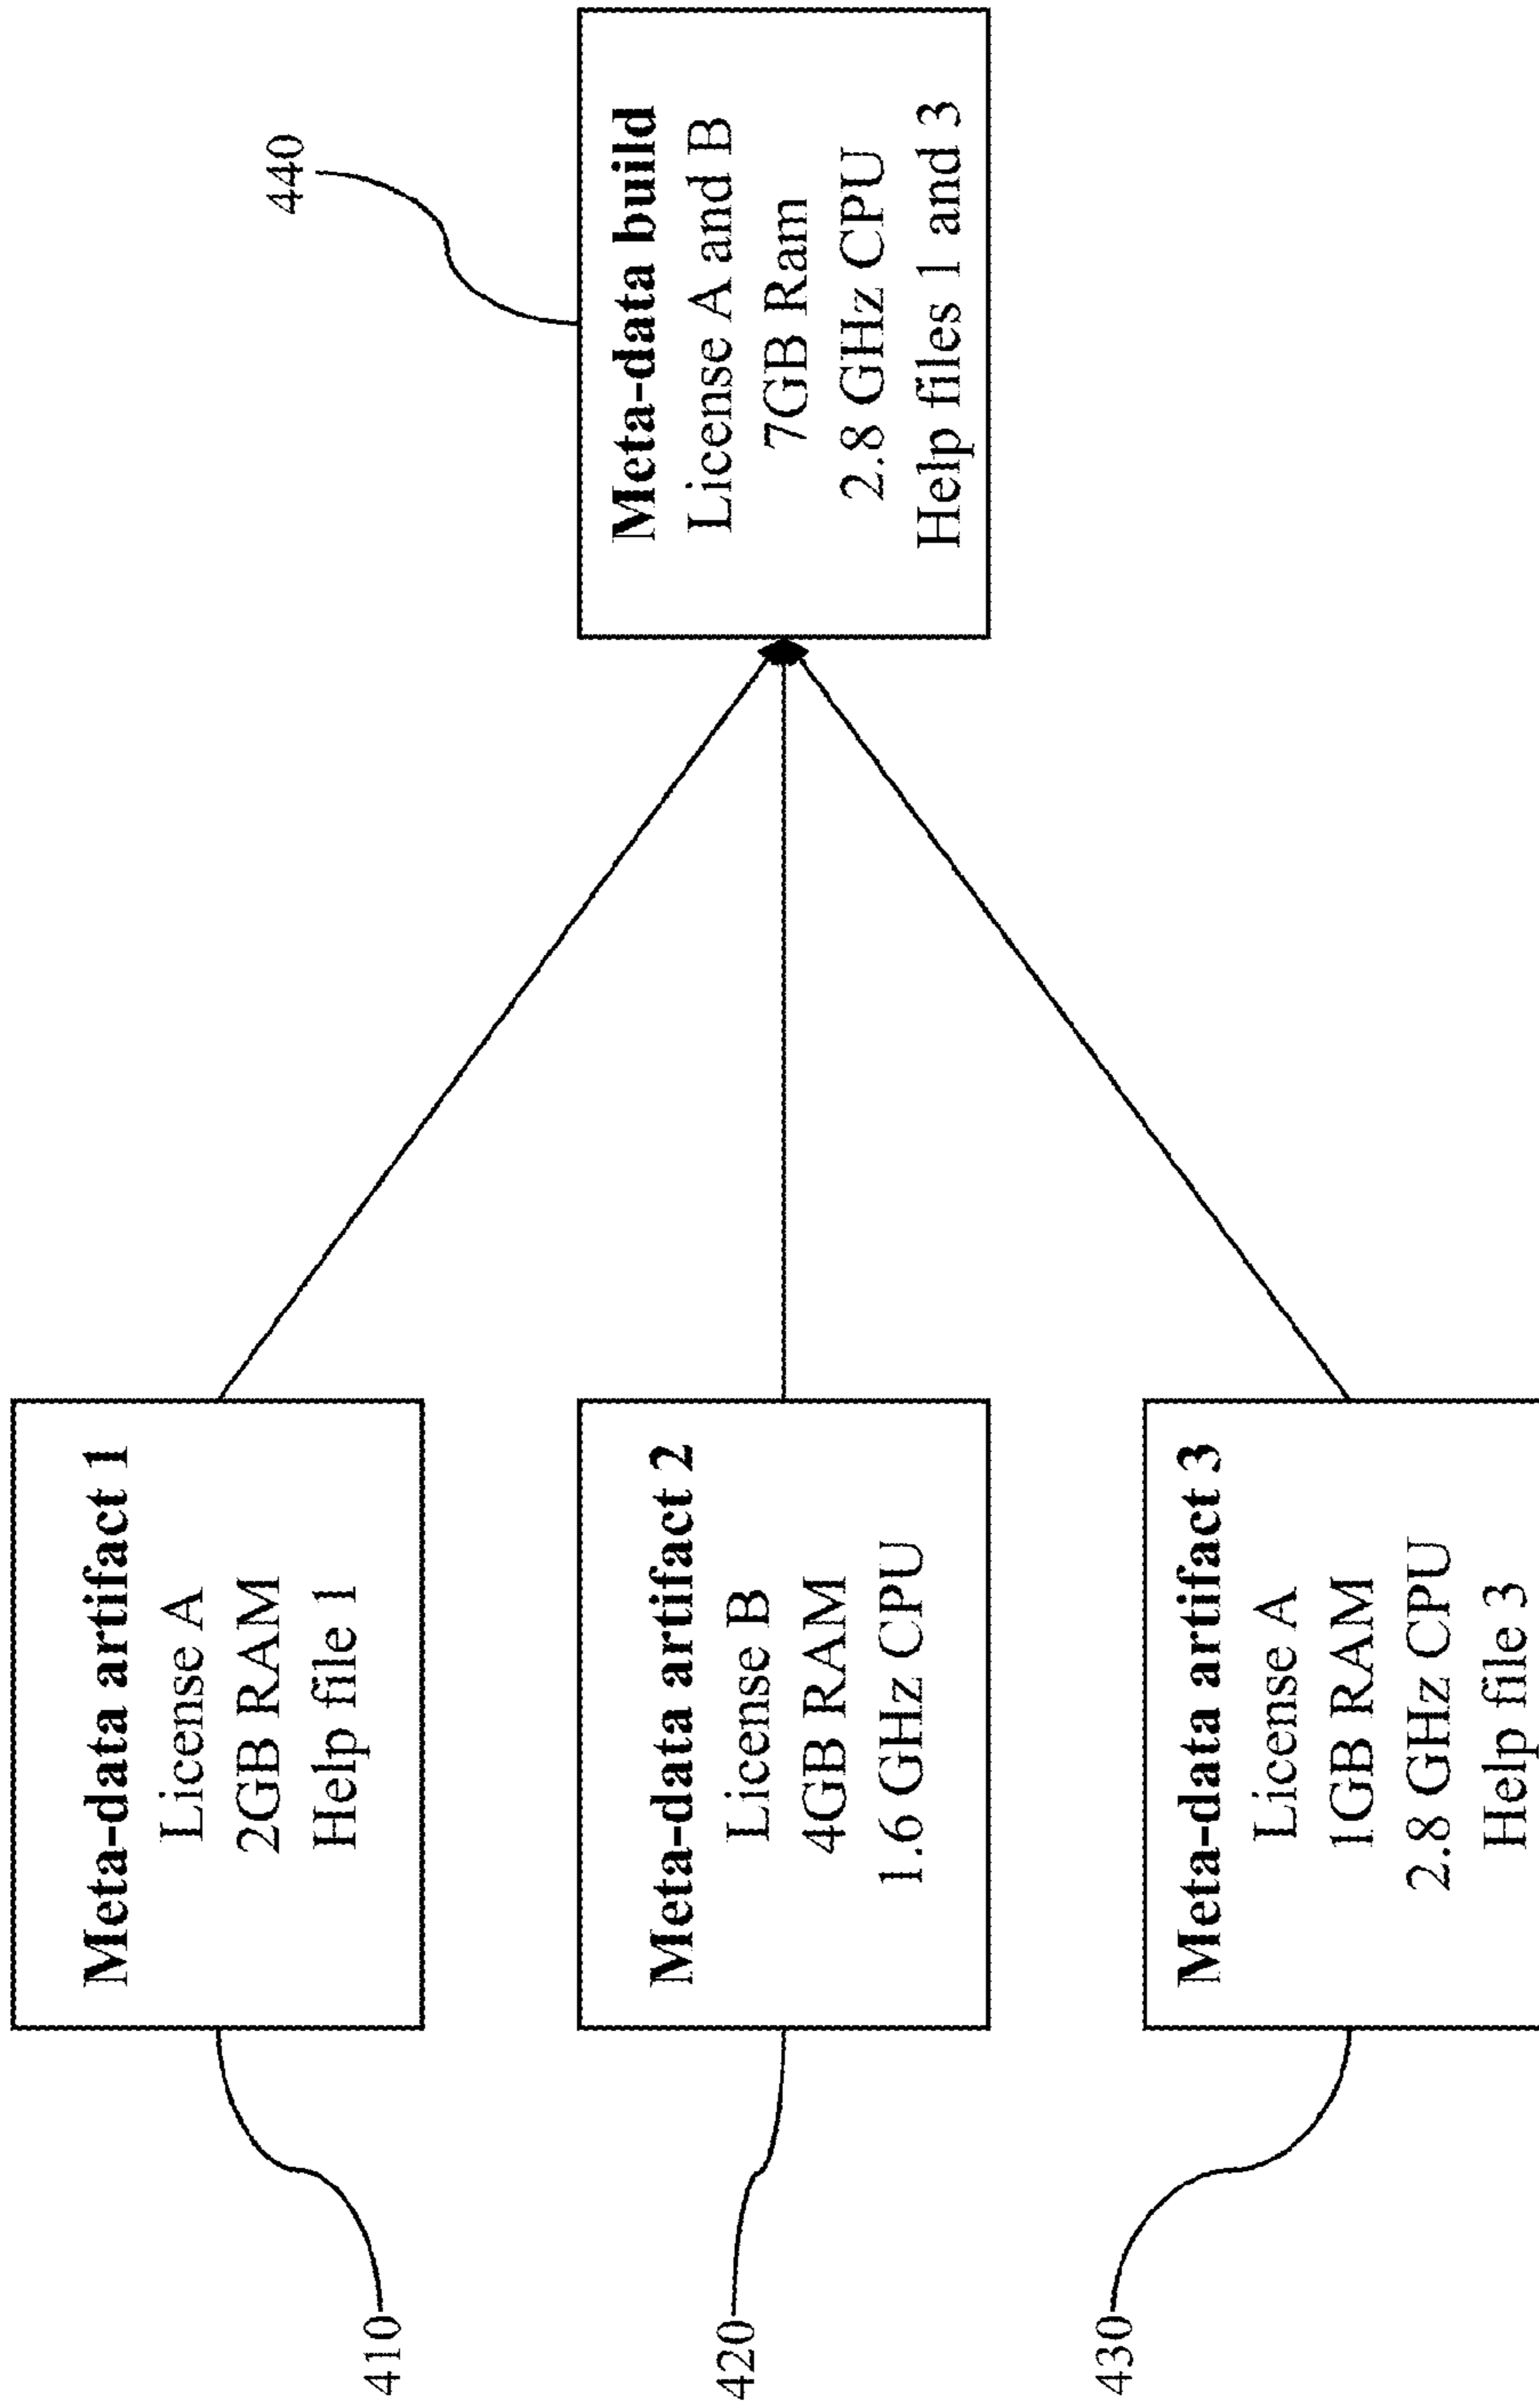 410
Meta-data artifact 1
License A
2GB RAM
Help file 1
420
Meta-data artifact 2
License B
4GB RAM
1.6 GHz CPU
430
Meta-data artifact 3
License A
1GB RAM
2.8 GHz CPU
Help file 3
440
Meta-data build
License A and B
7GB Ram
2.8 GHz CPU
Help files 1 and 3